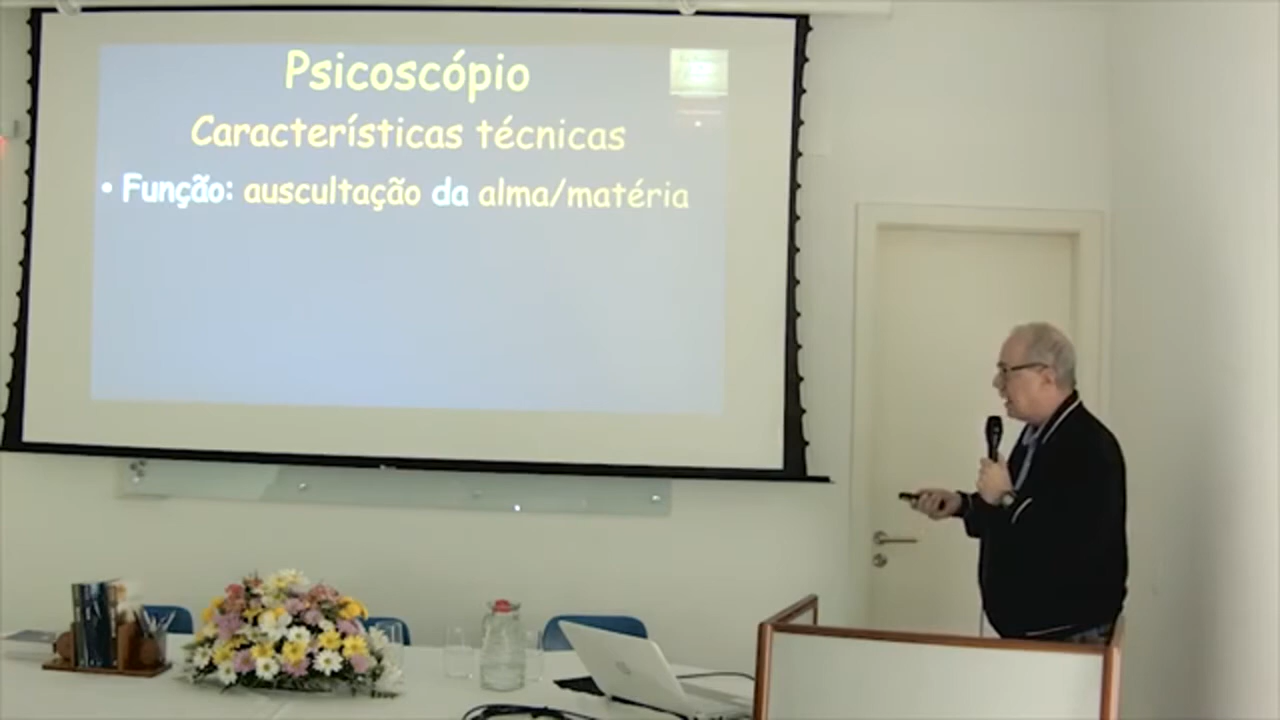 Psicoscópio
Características técnicas
• Função: auscultação da alma/matéria